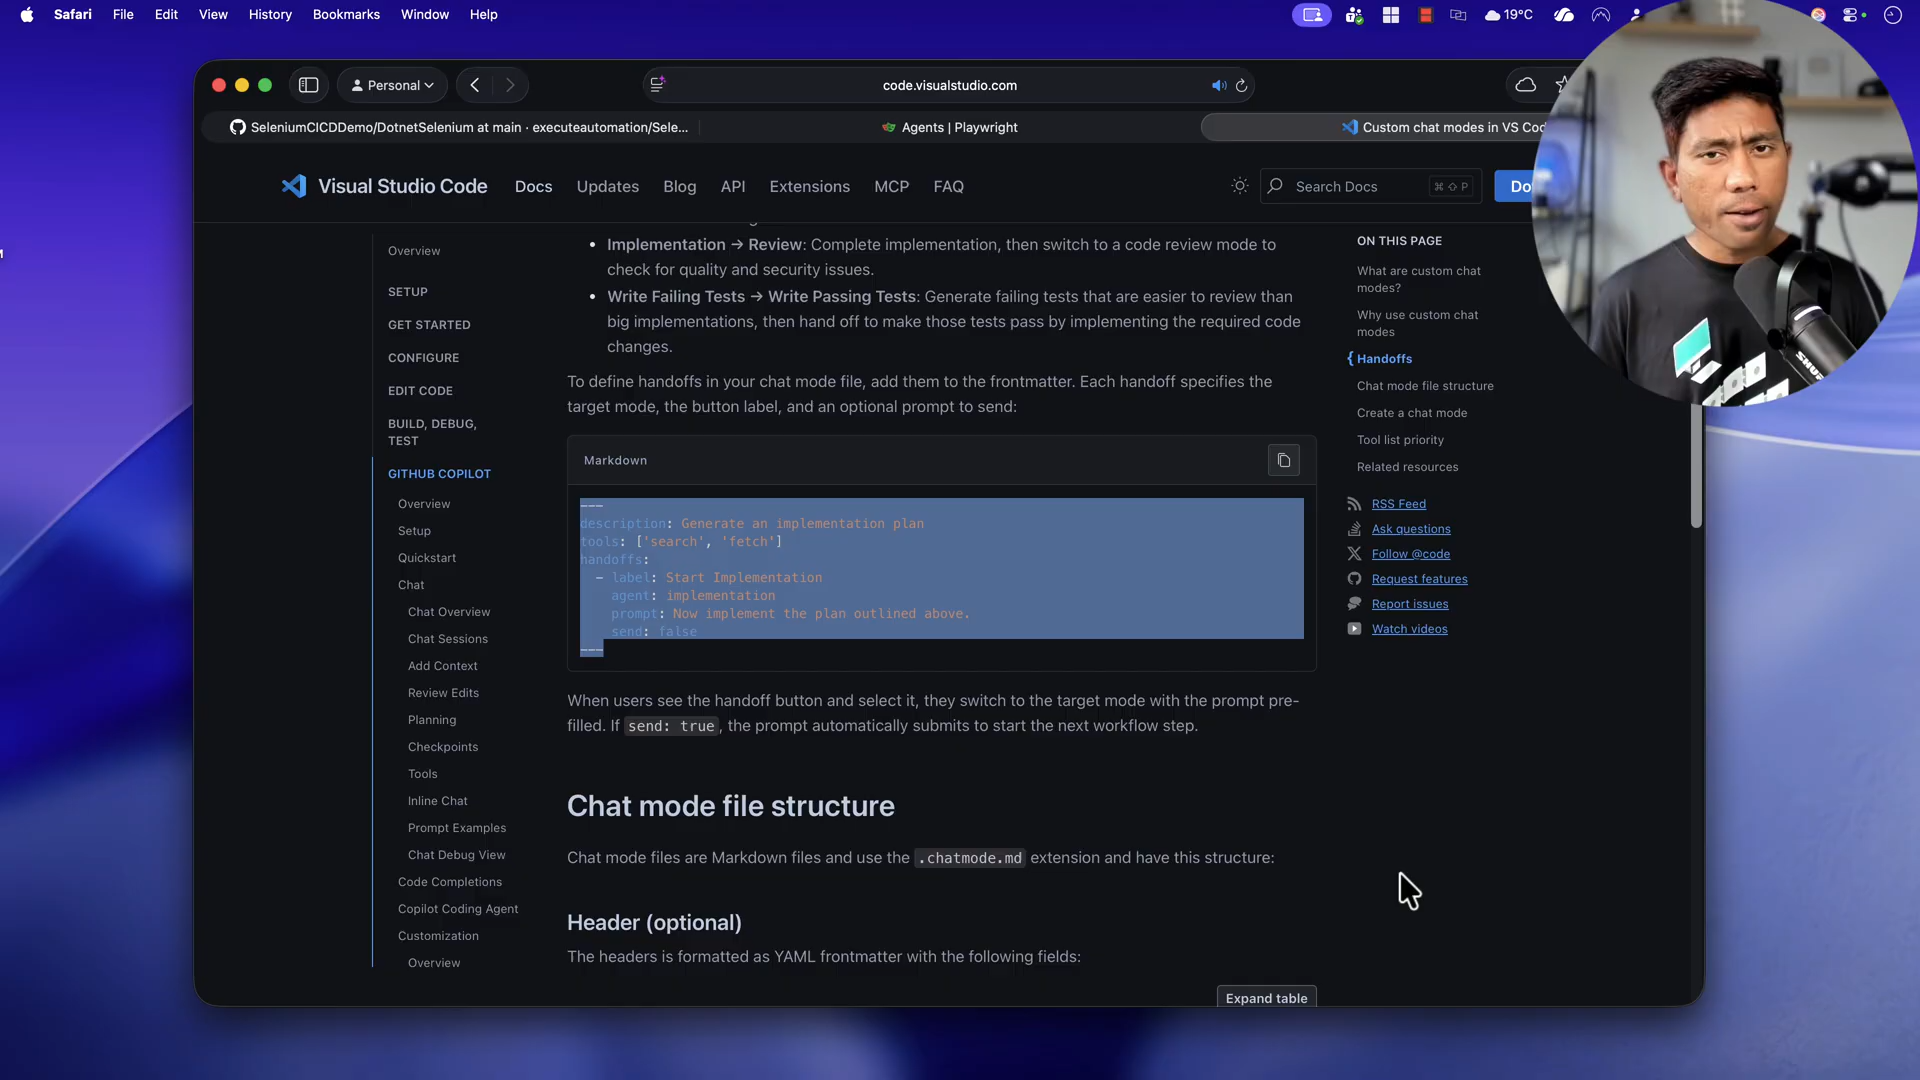 Safari File Edit View History Bookmarks Window Help
19°C
Personal
code.visualstudio.com
SeleniumCICDDemo/DotnetSelenium at main · executeautomation/Sele...
Agents | Playwright
Custom chat modes in VS Cod
Visual Studio Code
Docs Updates Blog API Extensions MCP FAQ
Search Docs
⌘ ⇧ P
Overview
SETUP
GET STARTED
CONFIGURE
EDIT CODE
BUILD, DEBUG,
TEST
GITHUB COPILOT
Overview
Setup
Quickstart
Chat
Chat Overview
Chat Sessions
Add Context
Review Edits
Planning
Checkpoints
Tools
Inline Chat
Prompt Examples
Chat Debug View
Code Completions
Copilot Coding Agent
Customization
Overview
• Implementation → Review: Complete implementation, then switch to a code review mode to
check for quality and security issues.
• Write Failing Tests → Write Passing Tests: Generate failing tests that are easier to review than
big implementations, then hand off to make those tests pass by implementing the required code
changes.
To define handoffs in your chat mode file, add them to the frontmatter. Each handoff specifies the
target mode, the button label, and an optional prompt to send:
Markdown
---
description: Generate an implementation plan
tools: ['search', 'fetch']
handoffs:
- label: Start Implementation
agent: implementation
prompt: Now implement the plan outlined above.
send: false
---
When users see the handoff button and select it, they switch to the target mode with the prompt pre-
filled. If send: true, the prompt automatically submits to start the next workflow step.
Chat mode file structure
Chat mode files are Markdown files and use the .chatmode.md extension and have this structure:
Header (optional)
The headers is formatted as YAML frontmatter with the following fields:
Expand table
ON THIS PAGE
What are custom chat
modes?
Why use custom chat
modes
Handoffs
Chat mode file structure
Create a chat mode
Tool list priority
Related resources
RSS Feed
Ask questions
Follow @code
Request features
Report issues
Watch videos
SHURE